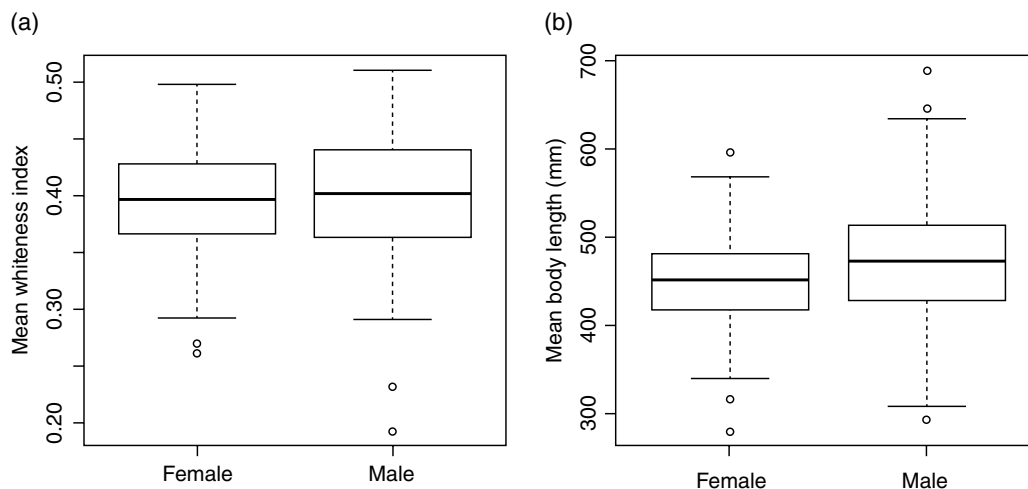 (a)
Mean whiteness index
0.50
0.40
0.30
0.20
Female
Male
(b)
Mean body length (mm)
700
600
500
400
300
Female
Male